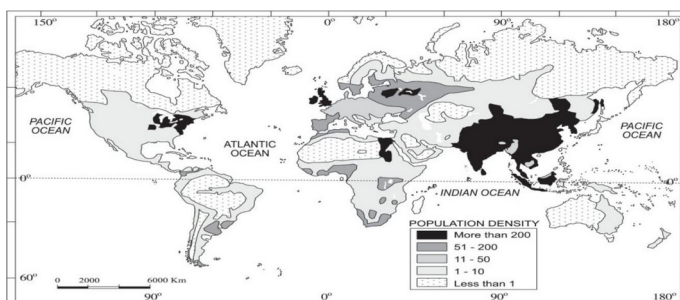 150° 0° 90° 180°
PACIFIC
OCEAN
ATLANTIC
OCEAN
PACIFIC
OCEAN
0° INDIAN OCEAN 0°
POPULATION DENSITY
More than 200
51 - 200
11 - 50
1 - 10
Less than 1
60°
0 2000 6000 Km
90° 0° 90° 180°